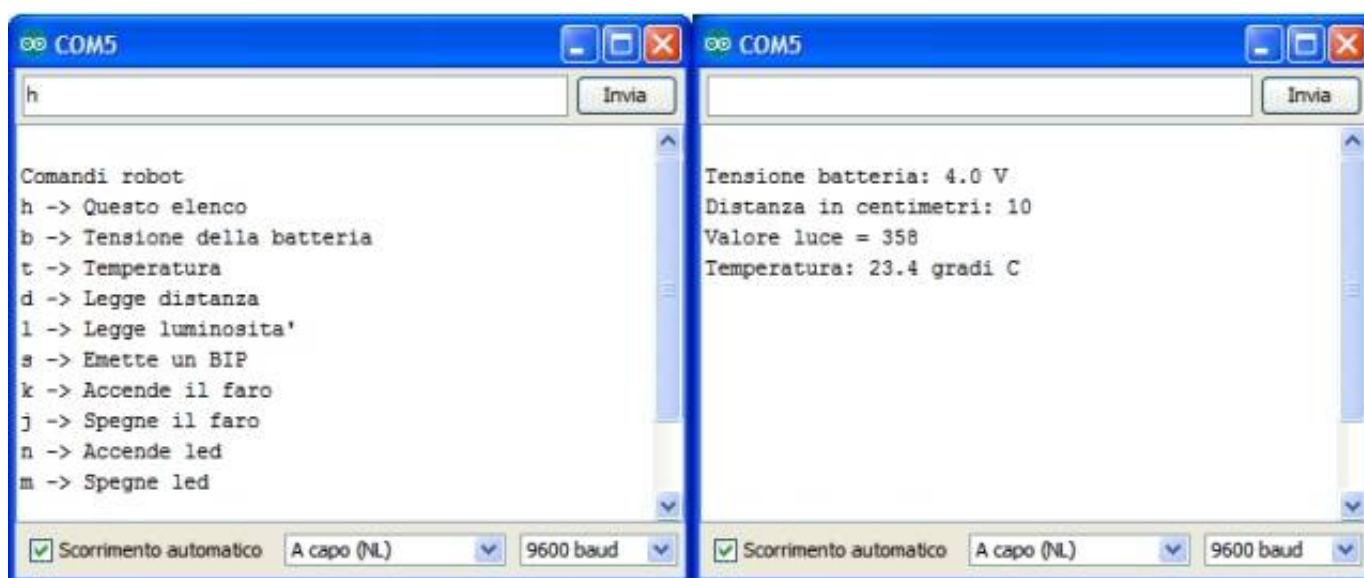 COM5
h
Invia
Comandi robot
h -> Questo elenco
b -> Tensione della batteria
t -> Temperatura
d -> Legge distanza
l -> Legge luminosita'
s -> Emette un BIP
k -> Accende il faro
j -> Spegne il faro
n -> Accende led
m -> Spegne led
Scorrimento automatico
A capo (NL)
9600 baud
COM5
Invia
Tensione batteria: 4.0 V
Distanza in centimetri: 10
Valore luce = 358
Temperatura: 23.4 gradi C
Scorrimento automatico
A capo (NL)
9600 baud